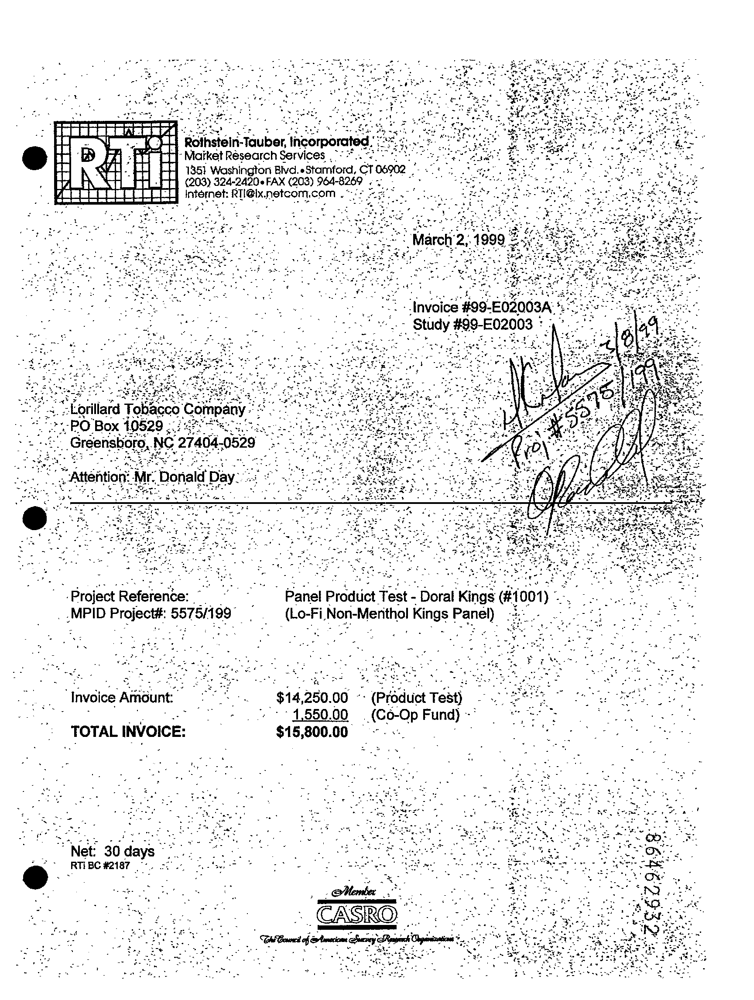 RTi
Rothstein-Tauber, Incorporated
Market Research Services
1351 Washington Blvd.•Stamford, CT 06902
(203) 324-2420•FAX (203) 964-8269
Internet: RTI@ix.netcom.com
March 2, 1999
Invoice #99-E02003A
Study #99-E02003
3/8/99
Proj #5575/199
Lorillard Tobacco Company
PO Box 10529
Greensboro, NC 27404-0529
Attention: Mr. Donald Day
Project Reference: Panel Product Test - Doral Kings (#1001)
MPID Project#: 5575/199 (Lo-Fi Non-Menthol Kings Panel)
Invoice Amount: $14,250.00 (Product Test)
1,550.00 (Co-Op Fund)
TOTAL INVOICE: $15,800.00
Net: 30 days
RTi BC #2187
86462932
Member
CASRO
The Council of American Survey Research Organizations